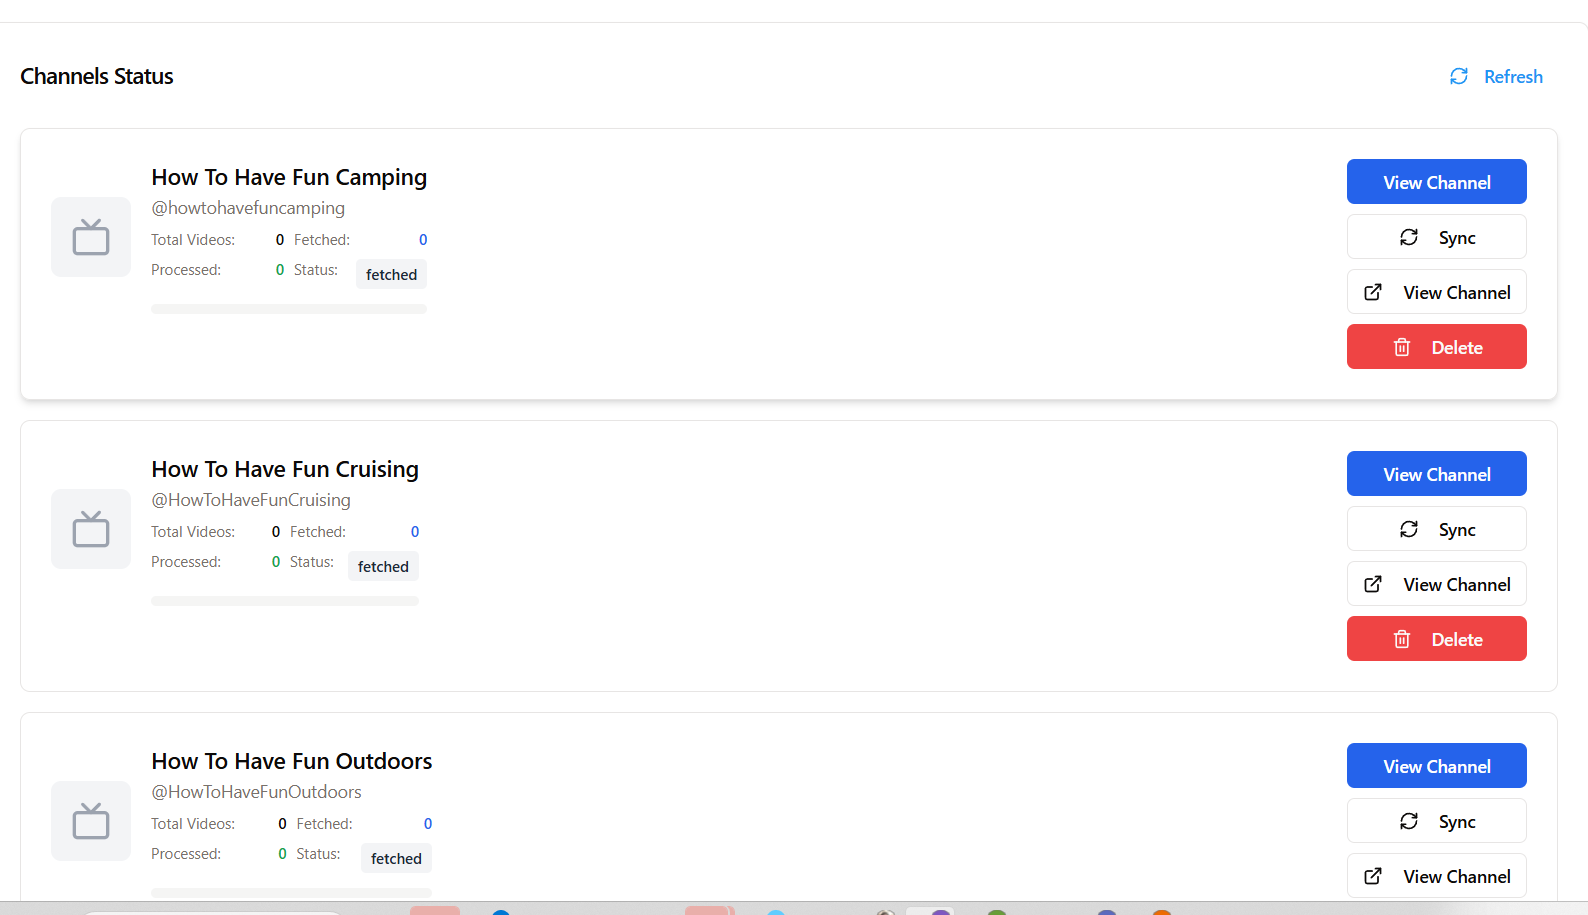 Channels Status
Refresh
How To Have Fun Camping
@howtohavefuncamping
Total Videos: 0 Fetched: 0
Processed: 0 Status: fetched
View Channel
Sync
View Channel
Delete
How To Have Fun Cruising
@HowToHaveFunCruising
Total Videos: 0 Fetched: 0
Processed: 0 Status: fetched
View Channel
Sync
View Channel
Delete
How To Have Fun Outdoors
@HowToHaveFunOutdoors
Total Videos: 0 Fetched: 0
Processed: 0 Status: fetched
View Channel
Sync
View Channel